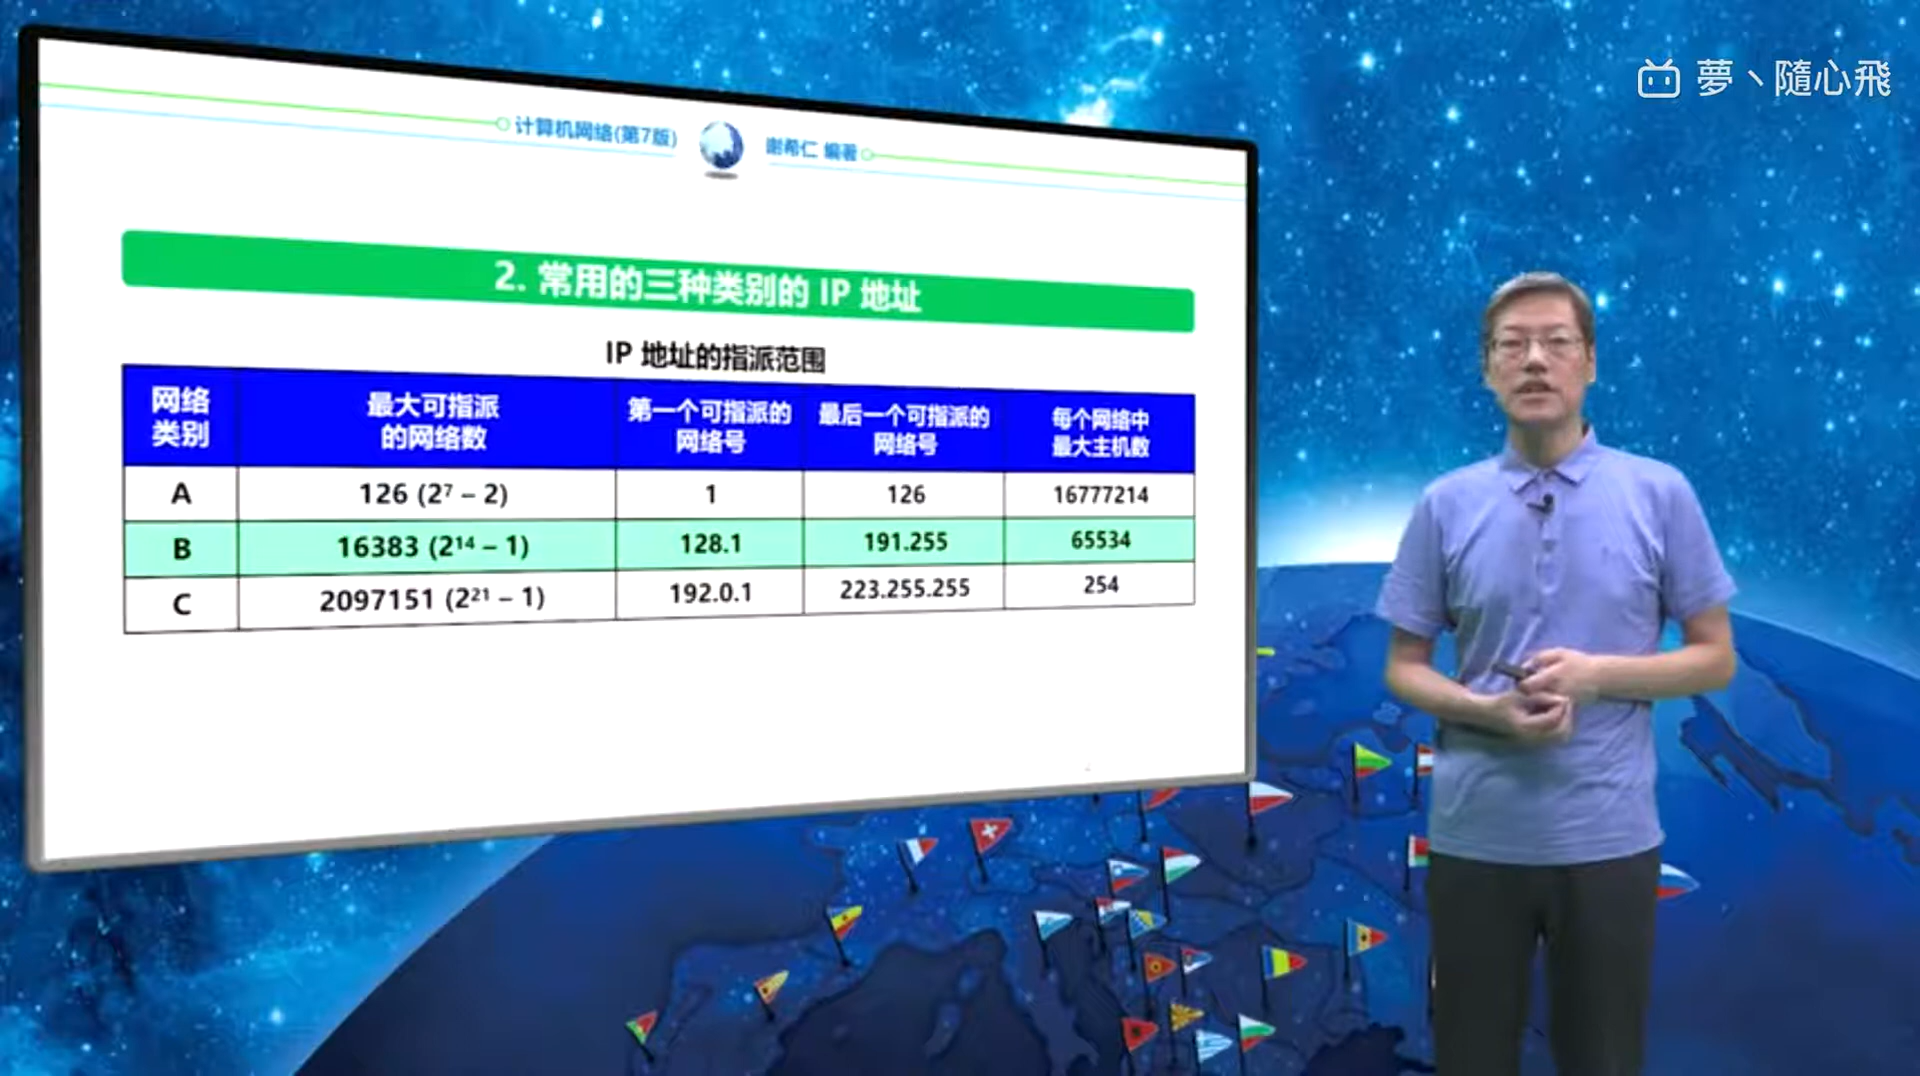 夢丶隨心飛
计算机网络(第7版) 谢希仁 编著
2. 常用的三种类别的 IP 地址
IP 地址的指派范围
网络类别 最大可指派的网络数 第一个可指派的网络号 最后一个可指派的网络号 每个网络中最大主机数
A 126 (2⁷ – 2) 1 126 16777214
B 16383 (2¹⁴ – 1) 128.1 191.255 65534
C 2097151 (2²¹ – 1) 192.0.1 223.255.255 254